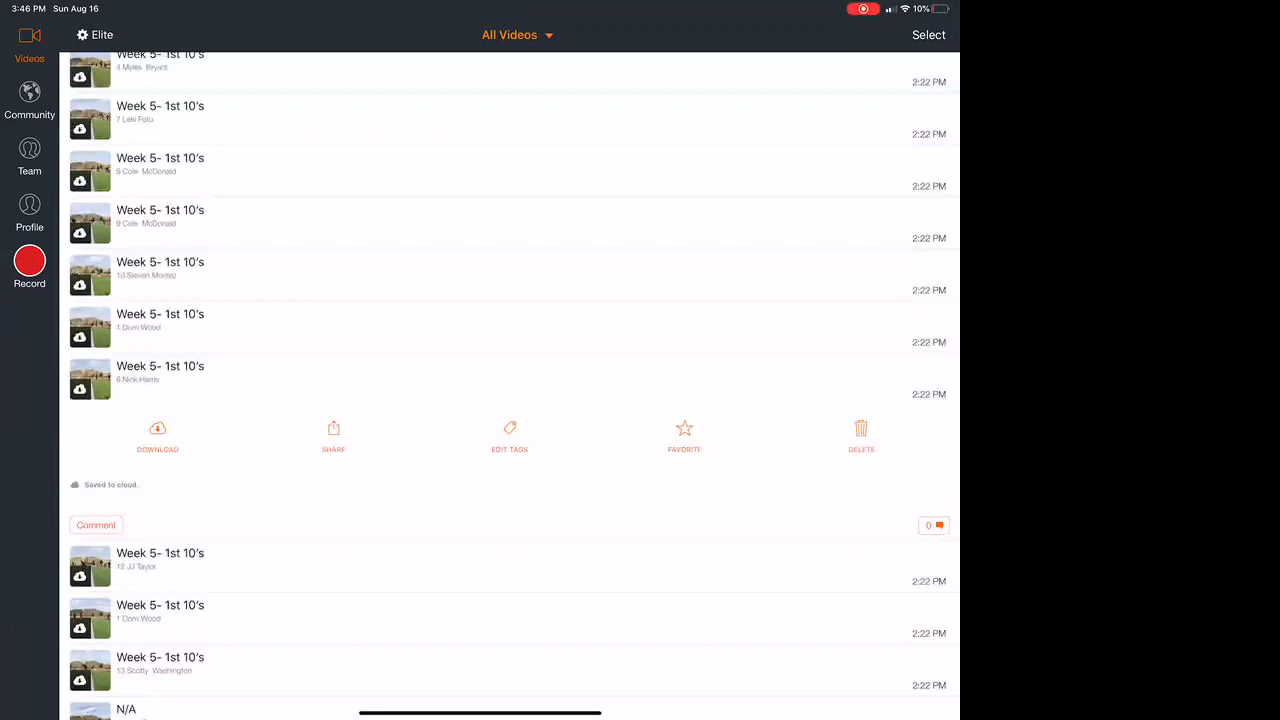 3:46 PM Sun Aug 16
10%
Videos
Community
Team
Profile
Record
Elite
All Videos
Select
Week 5- 1st 10's
4 Myles Bryant
2:22 PM
Week 5- 1st 10's
7 Leki Fotu
2:22 PM
Week 5- 1st 10's
9 Cole McDonald
2:22 PM
Week 5- 1st 10's
9 Cole McDonald
2:22 PM
Week 5- 1st 10's
10 Steven Montez
2:22 PM
Week 5- 1st 10's
1 Dom Wood
2:22 PM
Week 5- 1st 10's
6 Nick Harris
2:22 PM
DOWNLOAD
SHARE
EDIT TAGS
FAVORITE
DELETE
Saved to cloud.
Comment
0
Week 5- 1st 10's
12 JJ Taylor
2:22 PM
Week 5- 1st 10's
1 Dom Wood
2:22 PM
Week 5- 1st 10's
13 Scotty Washington
2:22 PM
N/A